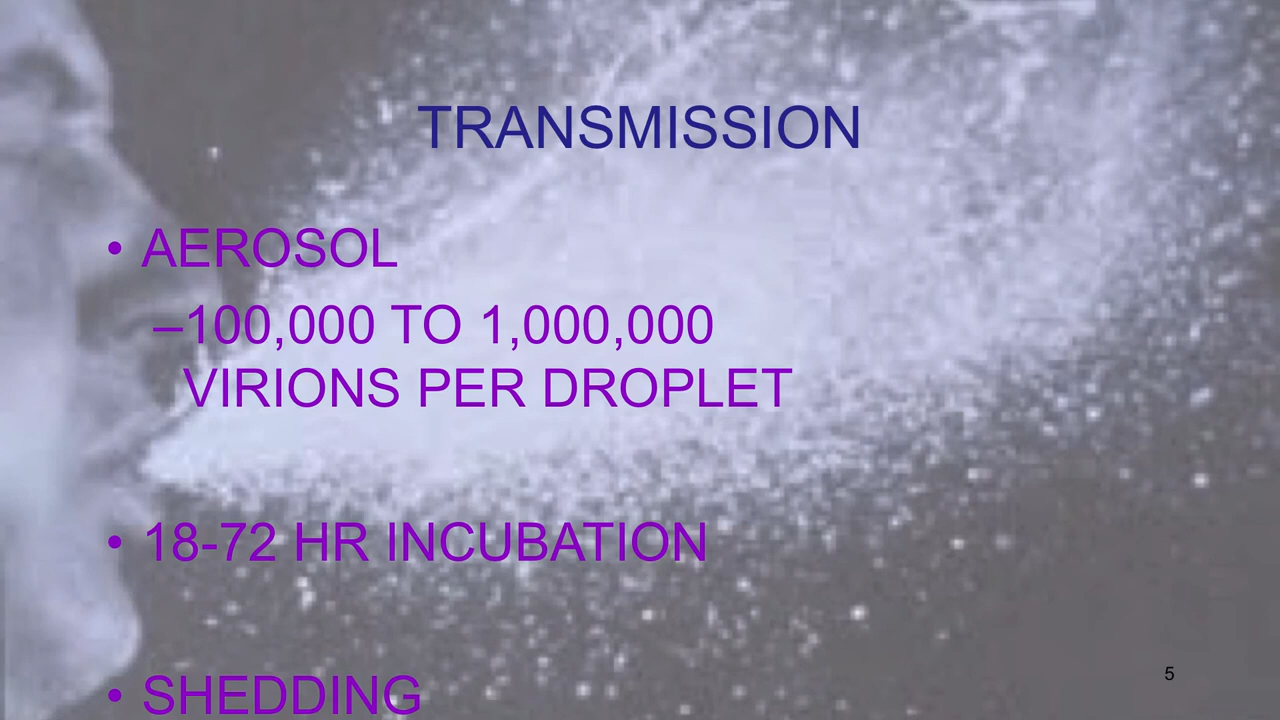 TRANSMISSION
• AEROSOL
–100,000 TO 1,000,000
VIRIONS PER DROPLET
• 18-72 HR INCUBATION
• SHEDDING
5